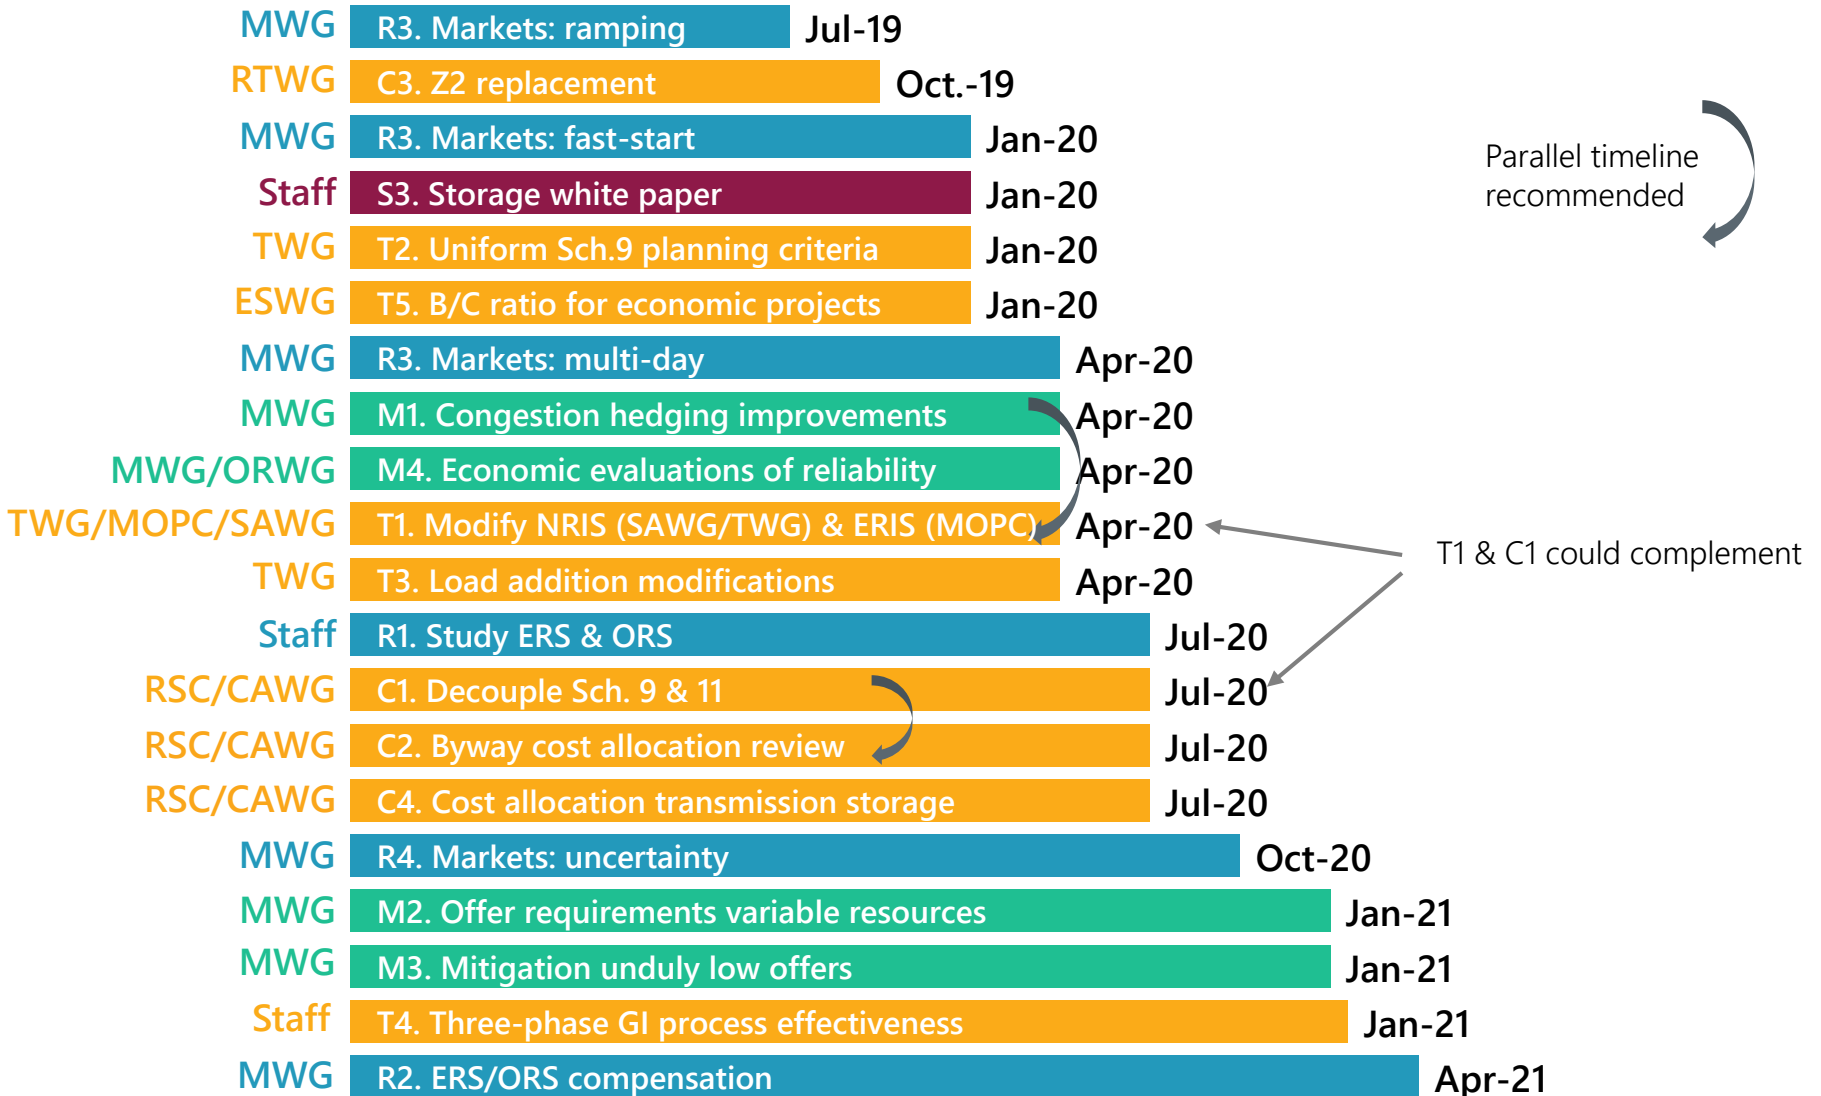 MWG R3. Markets: ramping Jul-19
RTWG C3. Z2 replacement Oct.-19
MWG R3. Markets: fast-start Jan-20
Parallel timeline
recommended
Staff S3. Storage white paper Jan-20
TWG T2. Uniform Sch.9 planning criteria Jan-20
ESWG T5. B/C ratio for economic projects Jan-20
MWG R3. Markets: multi-day Apr-20
MWG M1. Congestion hedging improvements Apr-20
MWG/ORWG M4. Economic evaluations of reliability Apr-20
TWG/MOPC/SAWG T1. Modify NRIS (SAWG/TWG) & ERIS (MOPC) Apr-20
T1 & C1 could complement
TWG T3. Load addition modifications Apr-20
Staff R1. Study ERS & ORS Jul-20
RSC/CAWG C1. Decouple Sch. 9 & 11 Jul-20
RSC/CAWG C2. Byway cost allocation review Jul-20
RSC/CAWG C4. Cost allocation transmission storage Jul-20
MWG R4. Markets: uncertainty Oct-20
MWG M2. Offer requirements variable resources Jan-21
MWG M3. Mitigation unduly low offers Jan-21
Staff T4. Three-phase GI process effectiveness Jan-21
MWG R2. ERS/ORS compensation Apr-21